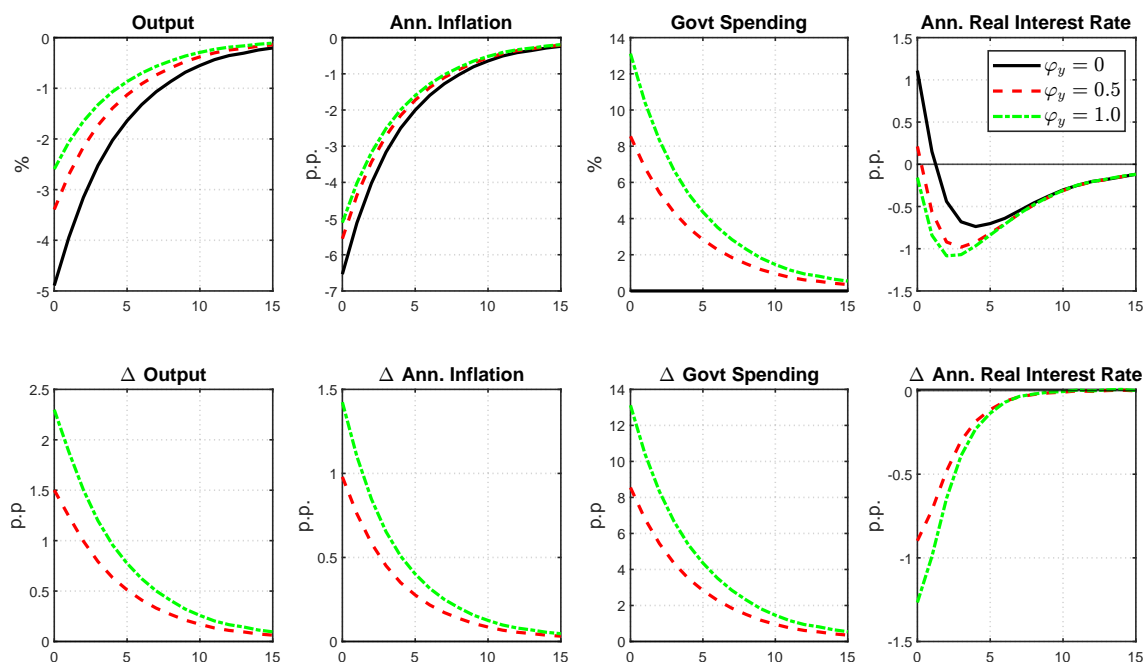 Output
0
-1
-2
-3
-4
-5
%
0 5 10 15
Ann. Inflation
0
-1
-2
-3
-4
-5
-6
-7
p.p.
0 5 10 15
Govt Spending
14
12
10
8
6
4
2
0
%
0 5 10 15
Ann. Real Interest Rate
1.5
1
0.5
0
-0.5
-1
-1.5
p.p.
0 5 10 15
φ_y = 0
φ_y = 0.5
φ_y = 1.0
Δ Output
2.5
2
1.5
1
0.5
0
p.p
0 5 10 15
Δ Ann. Inflation
1.5
1
0.5
0
p.p.
0 5 10 15
Δ Govt Spending
14
12
10
8
6
4
2
0
p.p
0 5 10 15
Δ Ann. Real Interest Rate
0
-0.5
-1
-1.5
p.p.
0 5 10 15